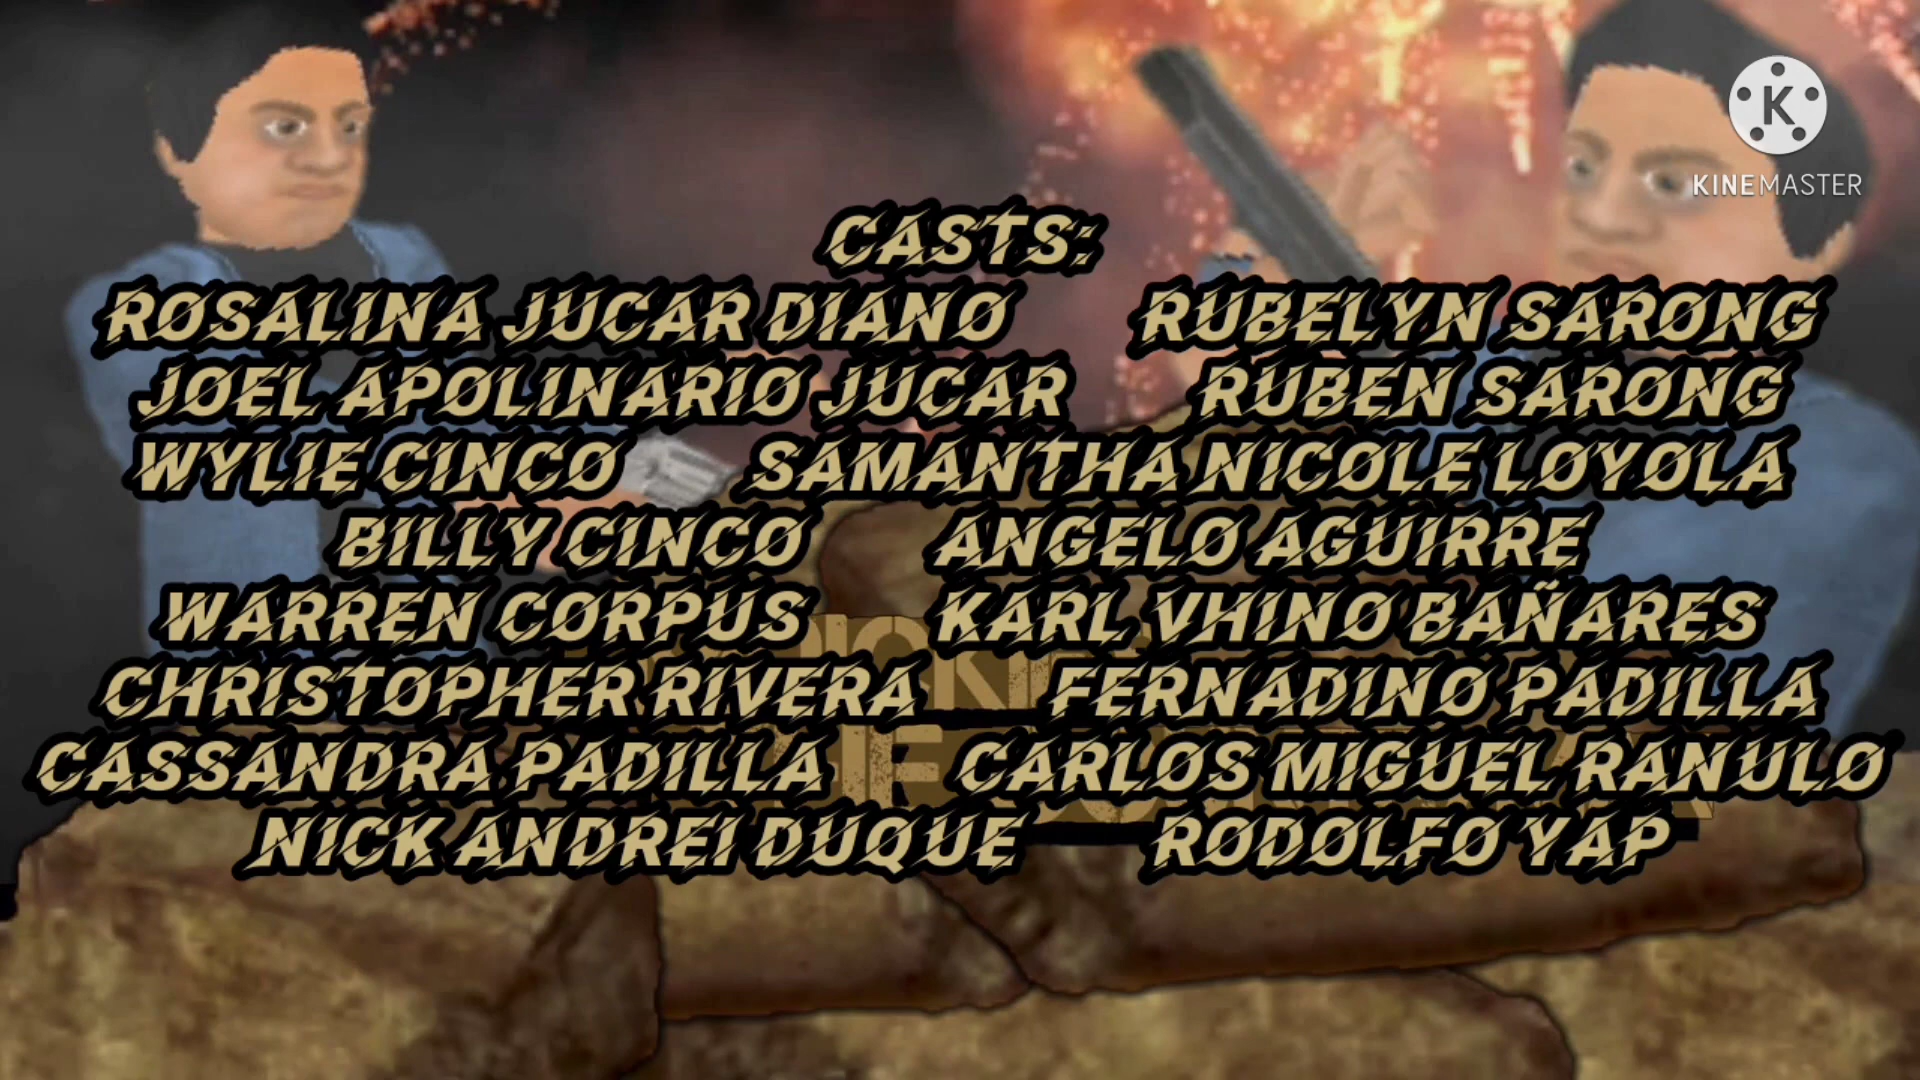 K
KINEMASTER
CASTS:
ROSALINA JUCAR DIANO RUBELYN SARONG
JOEL APOLINARIO JUCAR RUBEN SARONG
WYLIE CINCO SAMANTHA NICOLE LOYOLA
BILLY CINCO ANGELO AGUIRRE
WARREN CORPUS KARL VHINO BAÑARES
CHRISTOPHER RIVERA FERNADINO PADILLA
CASSANDRA PADILLA CARLOS MIGUEL RANULO
NICK ANDREI DUQUE RODOLFO YAP